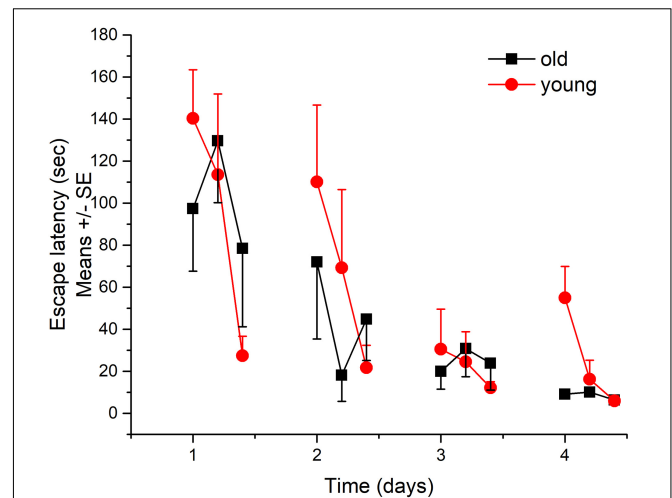 180
160
140
120
100
80
60
40
20
0
Escape latency (sec)
Means +/- SE
old
young
1 2 3 4
Time (days)